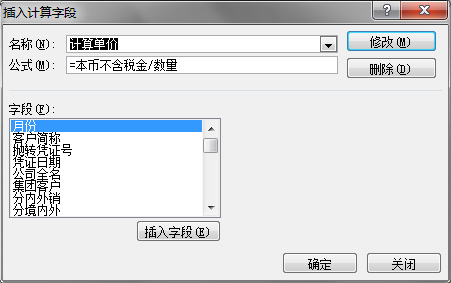 插入计算字段
名称(N): 计算单价 修改(M)
公式(M): =本币不含税金/数量 删除(D)
字段(F):
月份
客户简称
抛转凭证号
凭证日期
公司全名
集团客户
分内外销
分境内外
插入字段(E)
确定 关闭